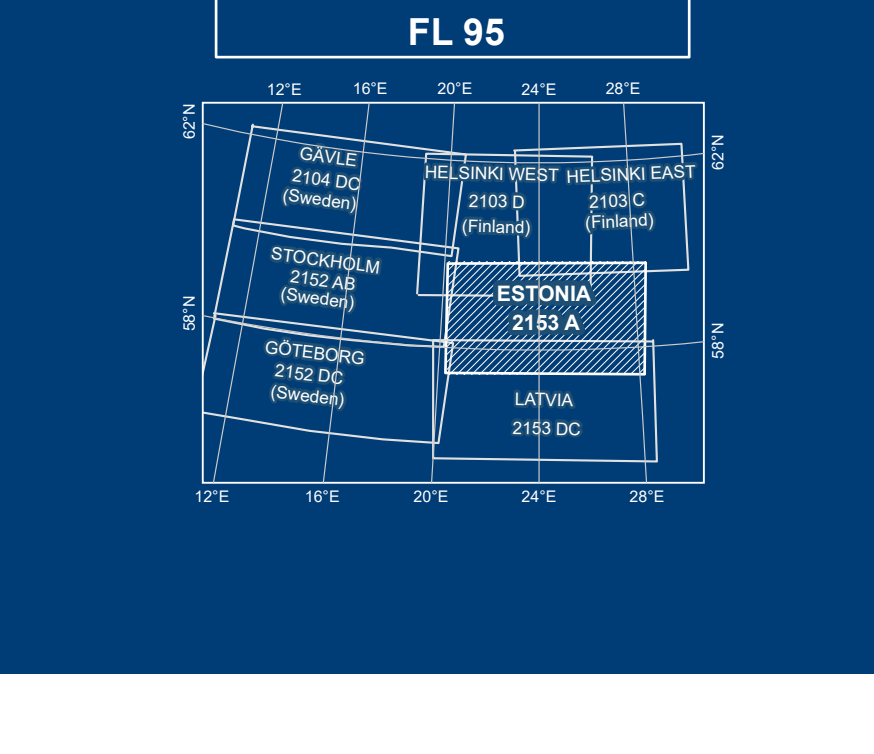 FL 95
12°E 16°E 20°E 24°E 28°E
62°N
62°N
GÄVLE
2104 DC
(Sweden)
HELSINKI WEST
2103 D
(Finland)
HELSINKI EAST
2103 C
(Finland)
STOCKHOLM
2152 AB
(Sweden)
ESTONIA
2153 A
58°N
58°N
GÖTEBORG
2152 DC
(Sweden)
LATVIA
2153 DC
12°E 16°E 20°E 24°E 28°E